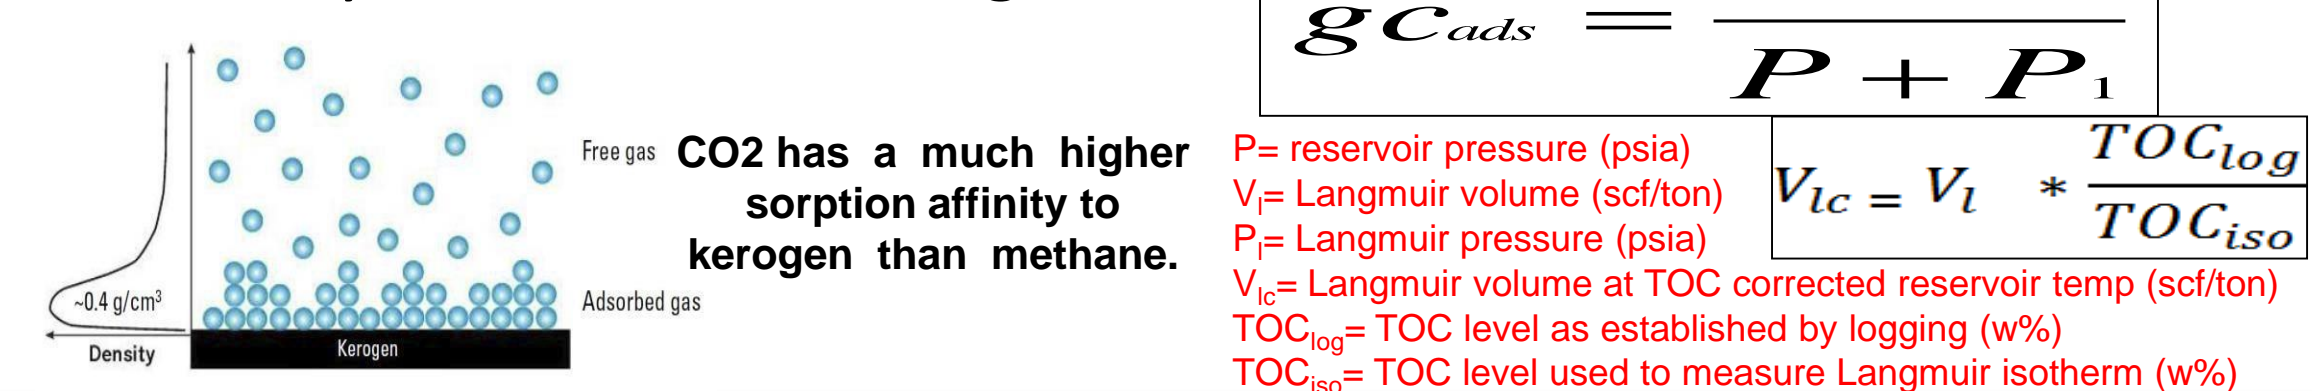 gc_ads = 
P + P_1
Free gas
CO2 has a much higher
sorption affinity to
kerogen than methane.
Adsorbed gas
~0.4 g/cm³
Density
Kerogen
P= reservoir pressure (psia)
V_l= Langmuir volume (scf/ton)
P_l= Langmuir pressure (psia)
V_lc= Langmuir volume at TOC corrected reservoir temp (scf/ton)
TOC_log= TOC level as established by logging (w%)
TOC_iso= TOC level used to measure Langmuir isotherm (w%)
V_lc = V_l * TOC_log / TOC_iso